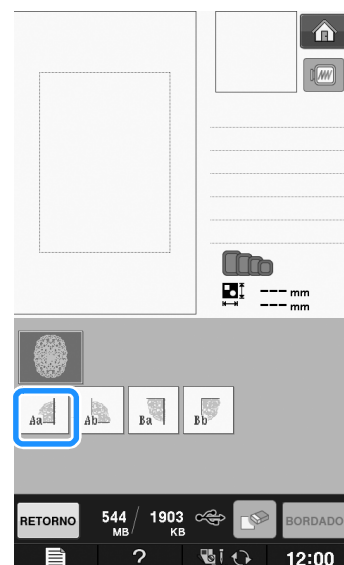 --- mm
--- mm
Aa Ab Ba Bb
RETORNO 544 MB / 1903 KB BORDADO
? 12:00